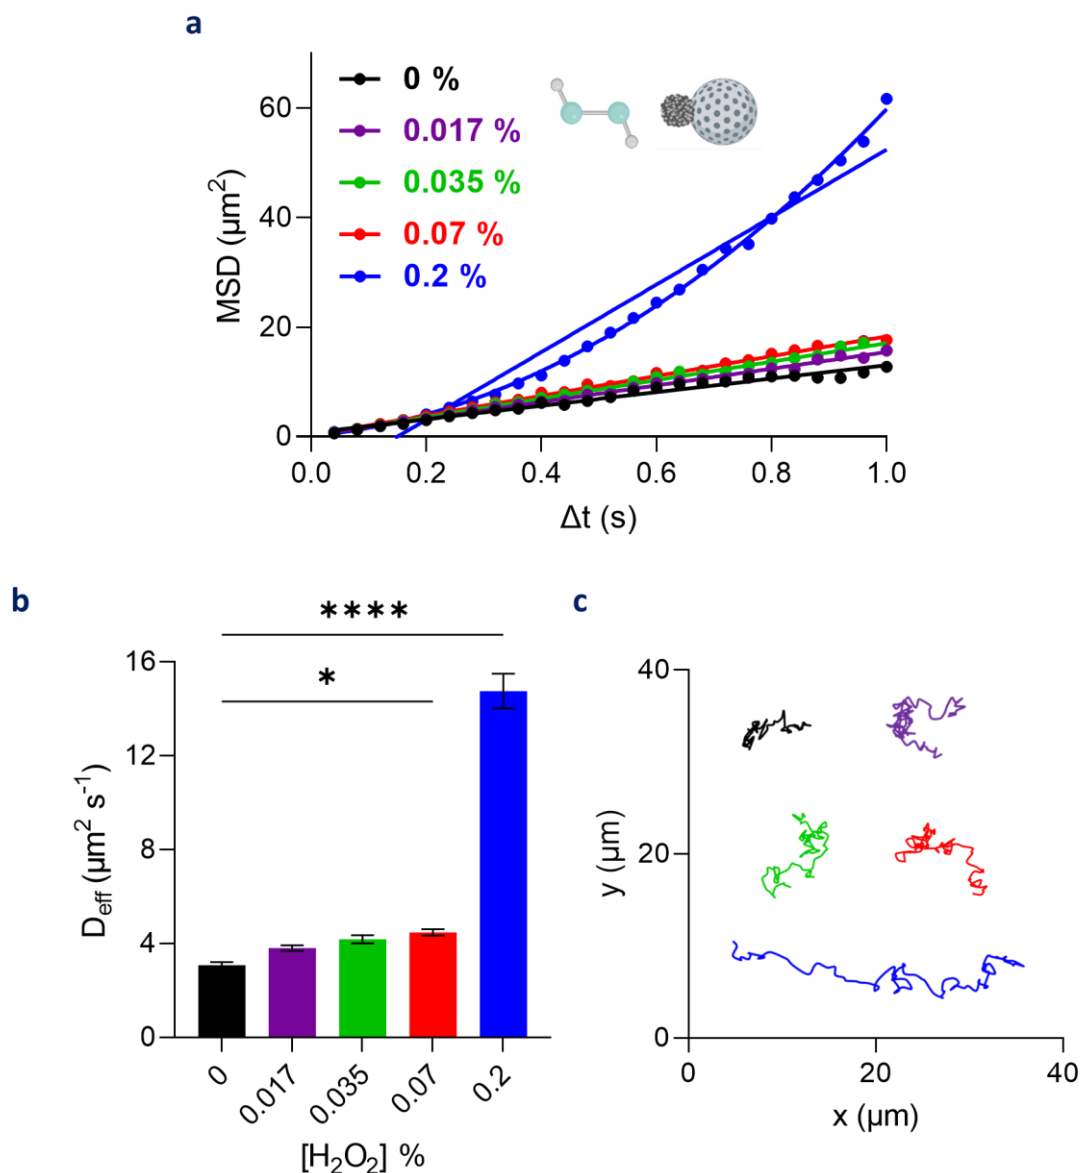 a
MSD (µm²)
60
40
20
0
0 %
0.017 %
0.035 %
0.07 %
0.2 %
0.0 0.2 0.4 0.6 0.8 1.0
Δt (s)
b
****
*
D_eff (µm² s⁻¹)
16
12
8
4
0
0 0.017 0.035 0.07 0.2
[H₂O₂] %
c
y (µm)
40
20
0
0 20 40
x (µm)